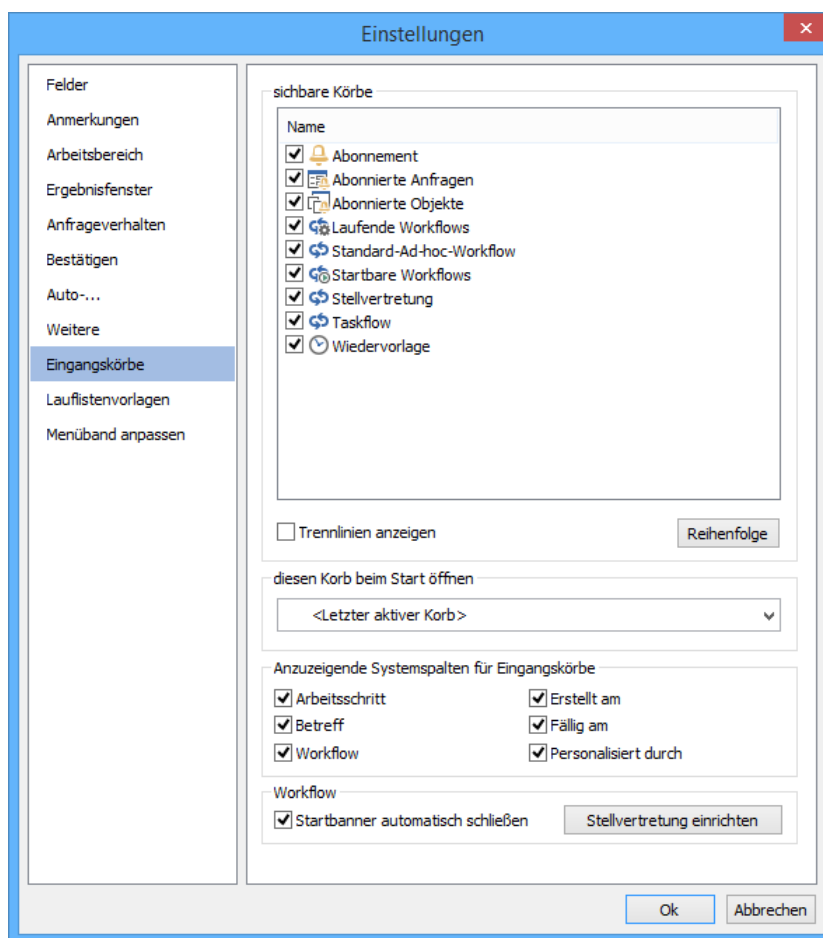 Einstellungen
Felder
Anmerkungen
Arbeitsbereich
Ergebnisfenster
Anfrageverhalten
Bestätigen
Auto-...
Weitere
Eingangskörbe
Lauflistenvorlagen
Menüband anpassen
sichbare Körbe
Name
Abonnement
Abonnierte Anfragen
Abonnierte Objekte
Laufende Workflows
Standard-Ad-hoc-Workflow
Startbare Workflows
Stellvertretung
Taskflow
Wiedervorlage
Trennlinien anzeigen
Reihenfolge
diesen Korb beim Start öffnen
<Letzter aktiver Korb>
Anzuzeigende Systemspalten für Eingangskörbe
Arbeitsschritt Erstellt am
Betreff Fällig am
Workflow Personalisiert durch
Workflow
Startbanner automatisch schließen Stellvertretung einrichten
Ok Abbrechen